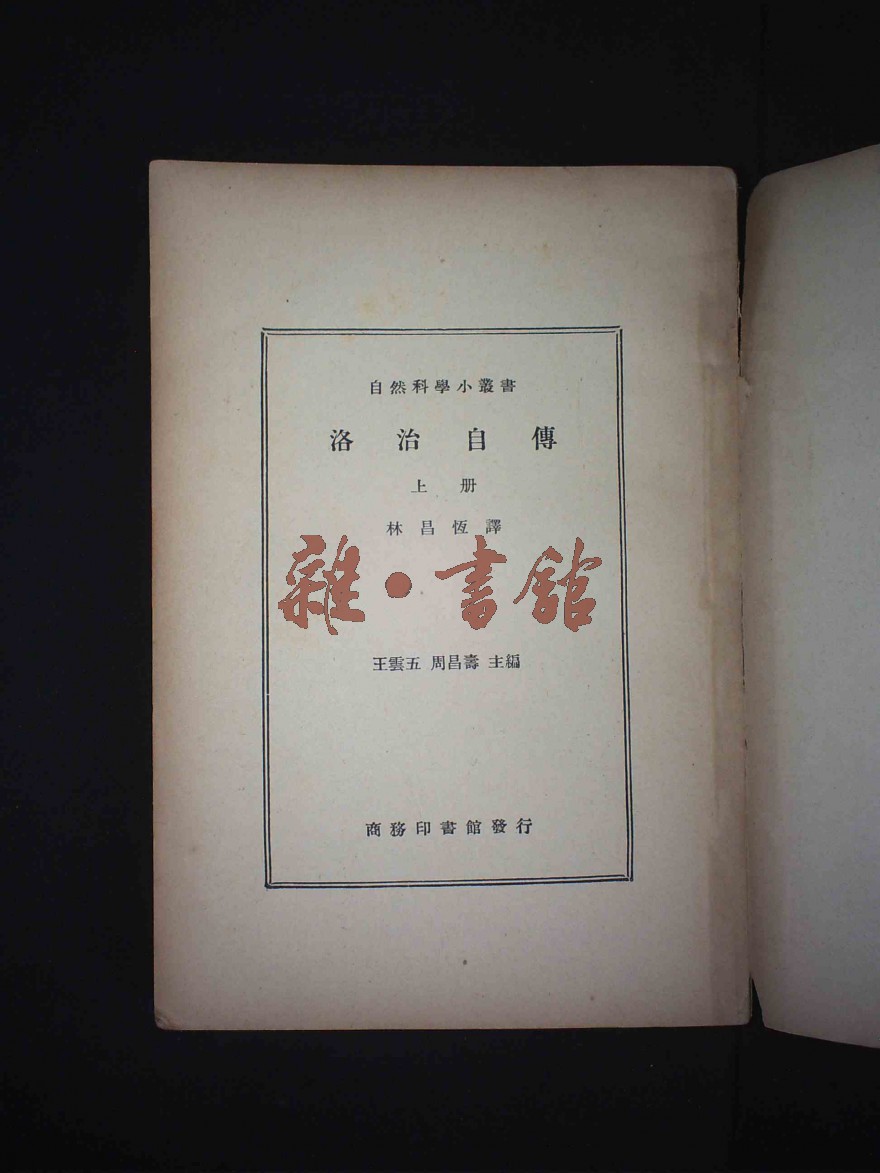 自然科學小叢書
洛治自傳
上册
林昌恆譯
雜·書館
王雲五 周昌壽 主編
商務印書館發行